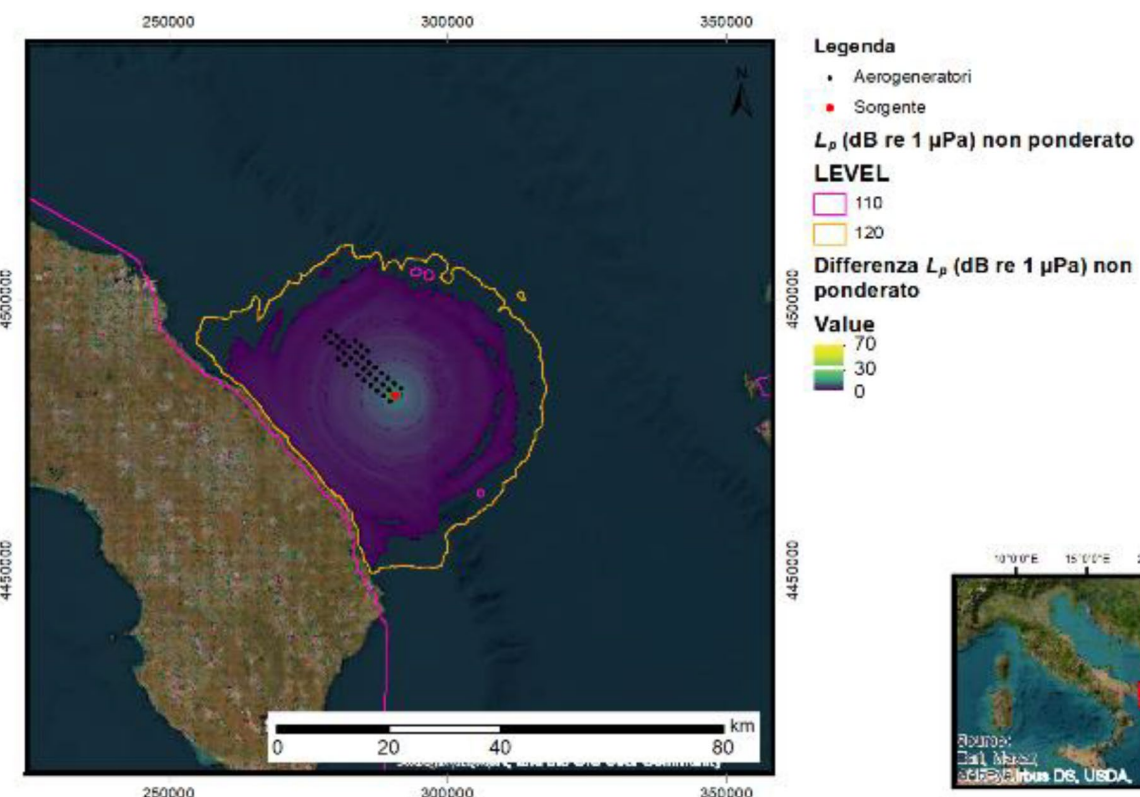 250000 300000 350000
4500000
4450000
4500000
4450000
N
km
0 20 40 80
250000 300000 350000
Legenda
Aerogeneratori
Sorgente
Lp (dB re 1 µPa) non ponderato
LEVEL
110
120
Differenza Lp (dB re 1 µPa) non
ponderato
Value
70
30
0
10°0'0"E 15°0'0"E
Source:
Esri, Maxar,
Airbus DS, USDA,